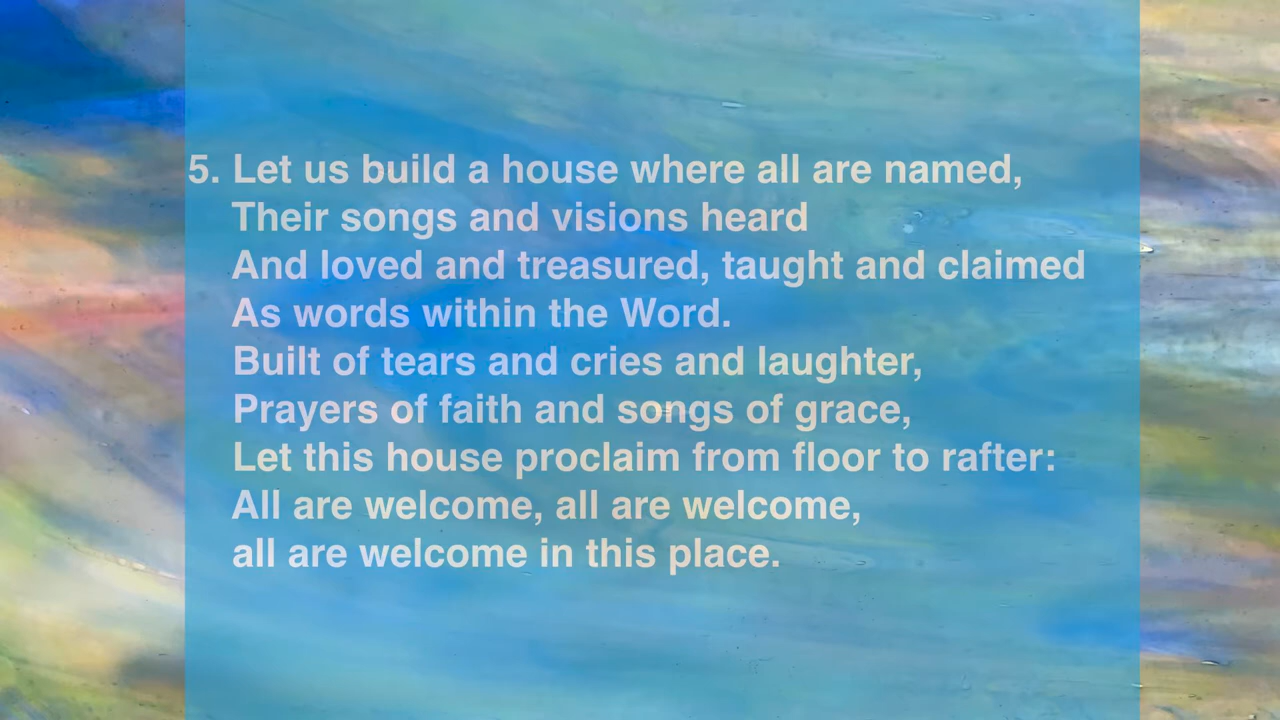 5. Let us build a house where all are named,
Their songs and visions heard
And loved and treasured, taught and claimed
As words within the Word.
Built of tears and cries and laughter,
Prayers of faith and songs of grace,
Let this house proclaim from floor to rafter:
All are welcome, all are welcome,
all are welcome in this place.